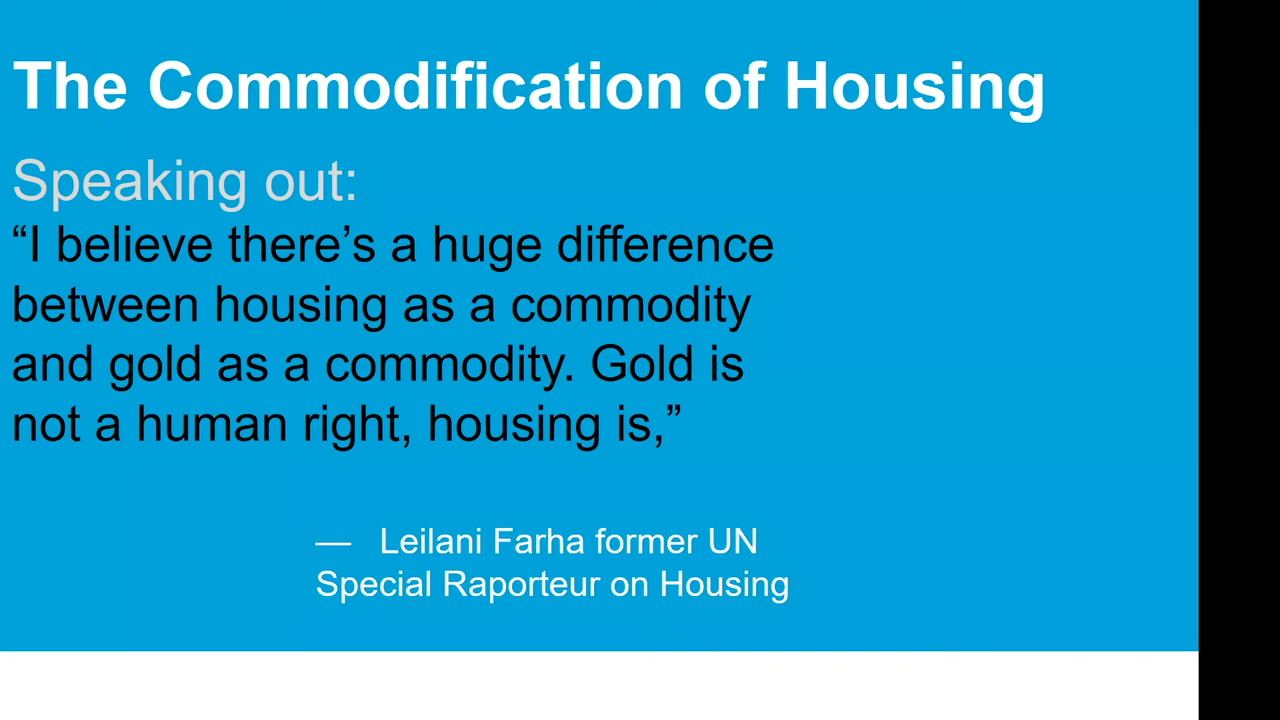 The Commodification of Housing
Speaking out:
“I believe there’s a huge difference
between housing as a commodity
and gold as a commodity. Gold is
not a human right, housing is,”
— Leilani Farha former UN
Special Raporteur on Housing